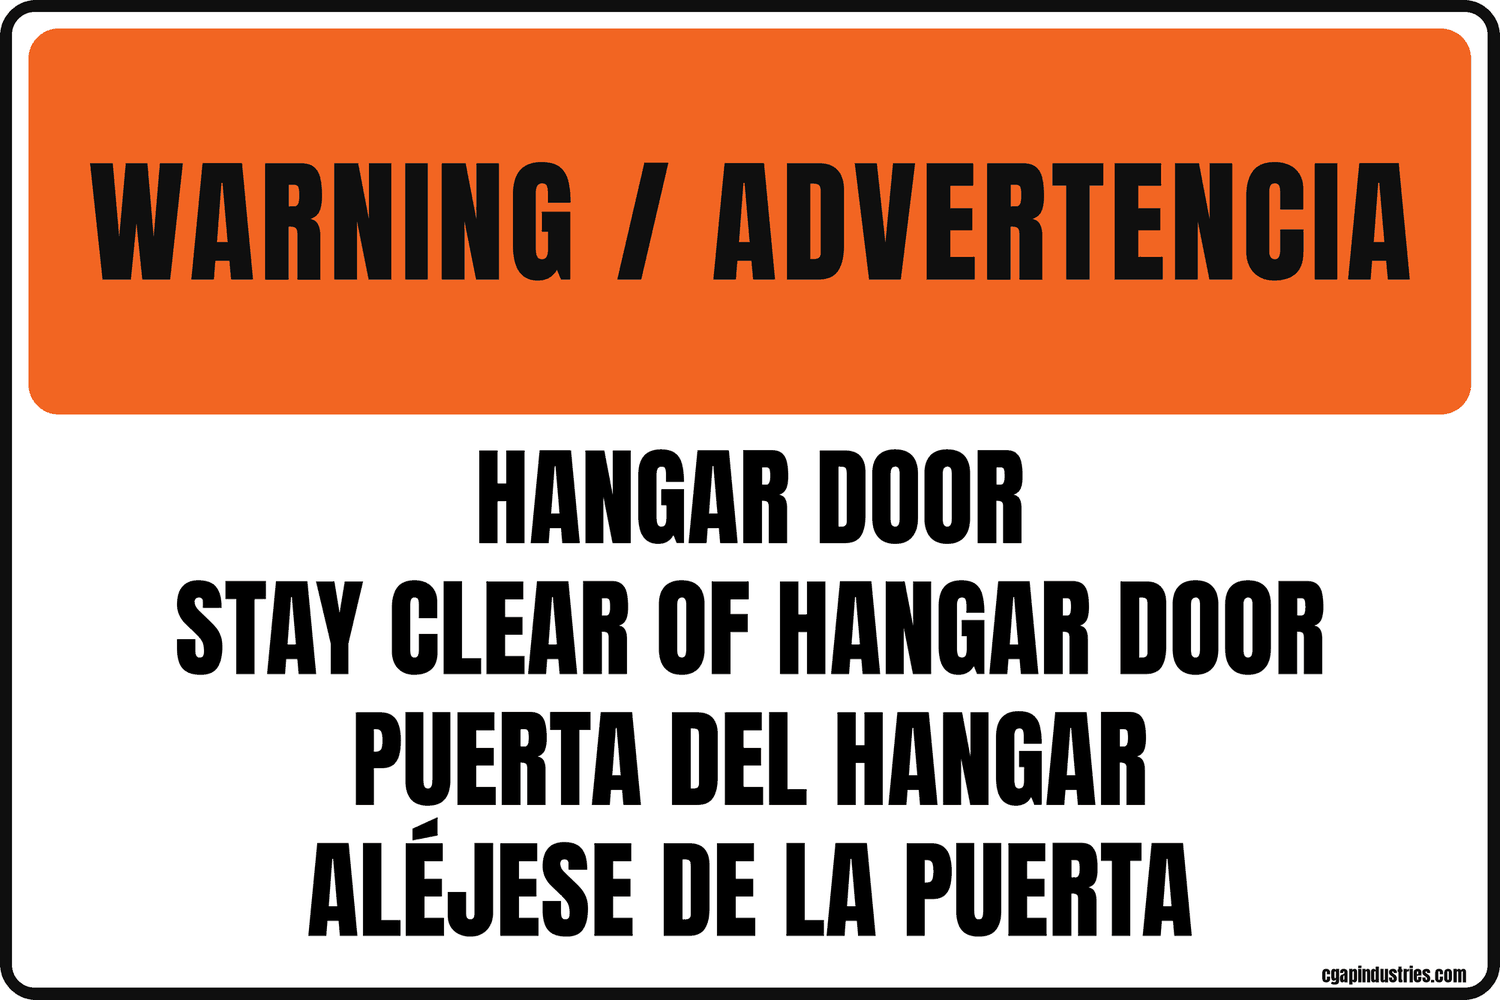 WARNING / ADVERTENCIA
HANGAR DOOR
STAY CLEAR OF HANGAR DOOR
PUERTA DEL HANGAR
ALÉJESE DE LA PUERTA
cgapindustries.com